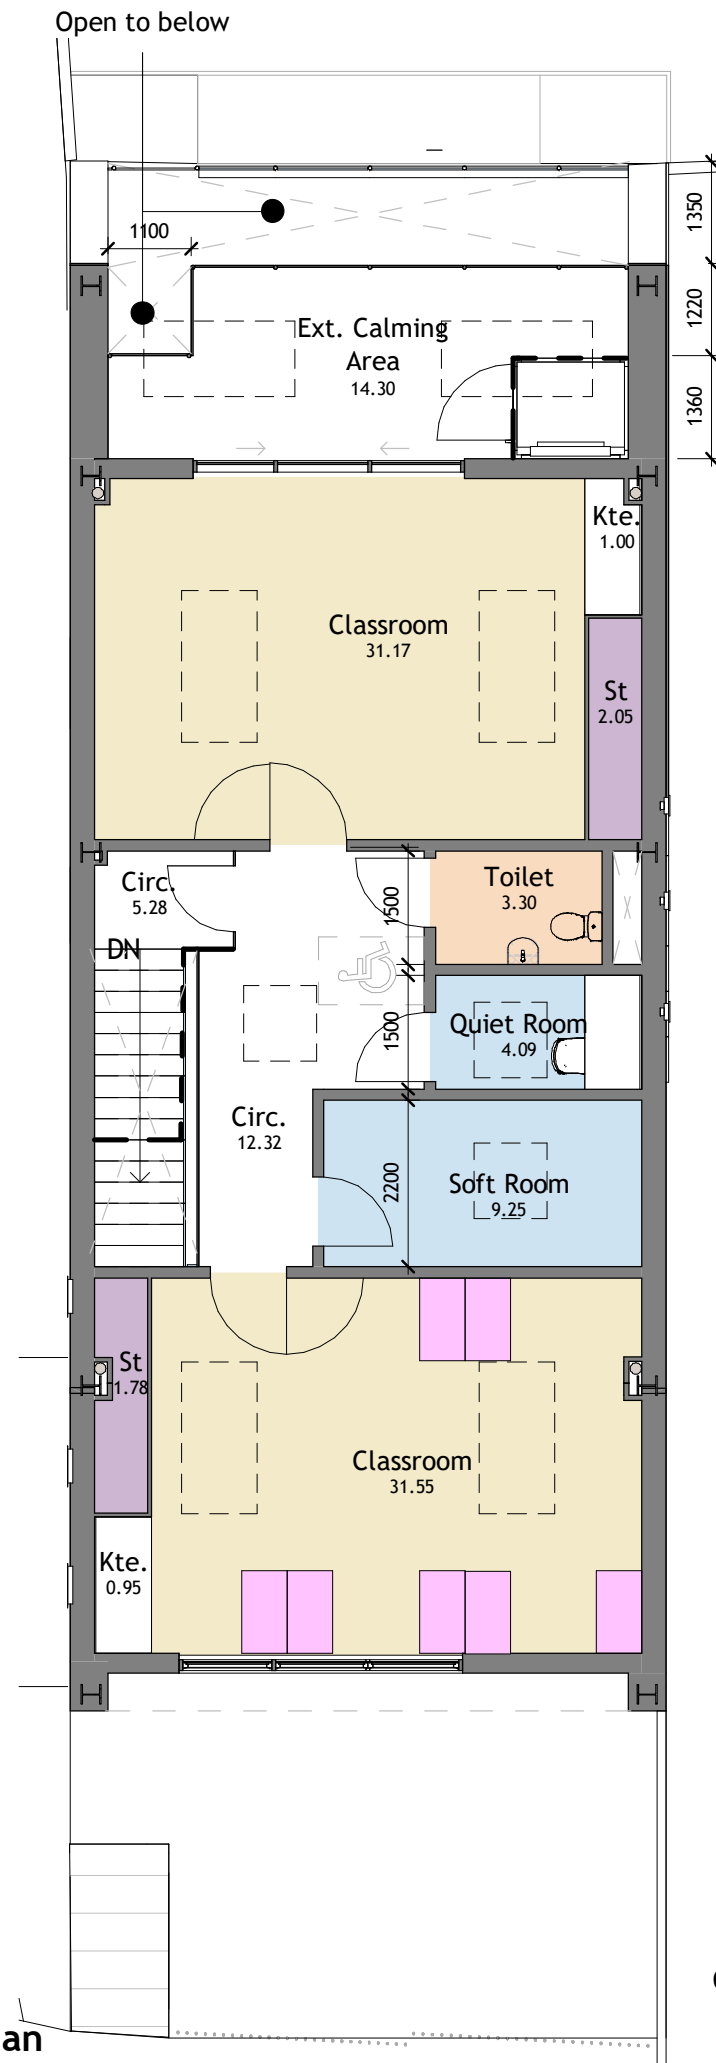 Open to below
1350
1100
1220
Ext. Calming
Area
14.30
1360
Kte.
1.00
Classroom
31.17
St
2.05
Circ.
5.28
Toilet
3.30
1500
DN
Quiet Room
4.09
1500
Circ.
12.32
Soft Room
9.25
2200
St
1.78
Classroom
31.55
Kte.
0.95
an